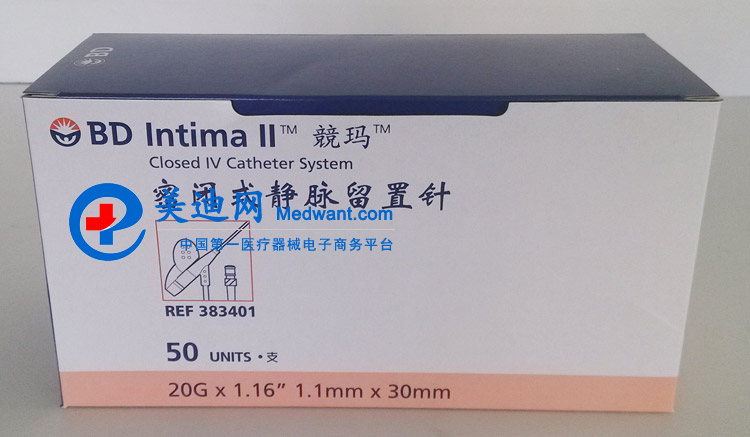 BD
BD Intima II™ 競玛™
Closed IV Catheter System
密闭式静脉留置针
美迪网 Medwant.com
中国第一医疗器械电子商务平台
REF 383401
50 UNITS · 支
20G x 1.16” 1.1mm x 30mm